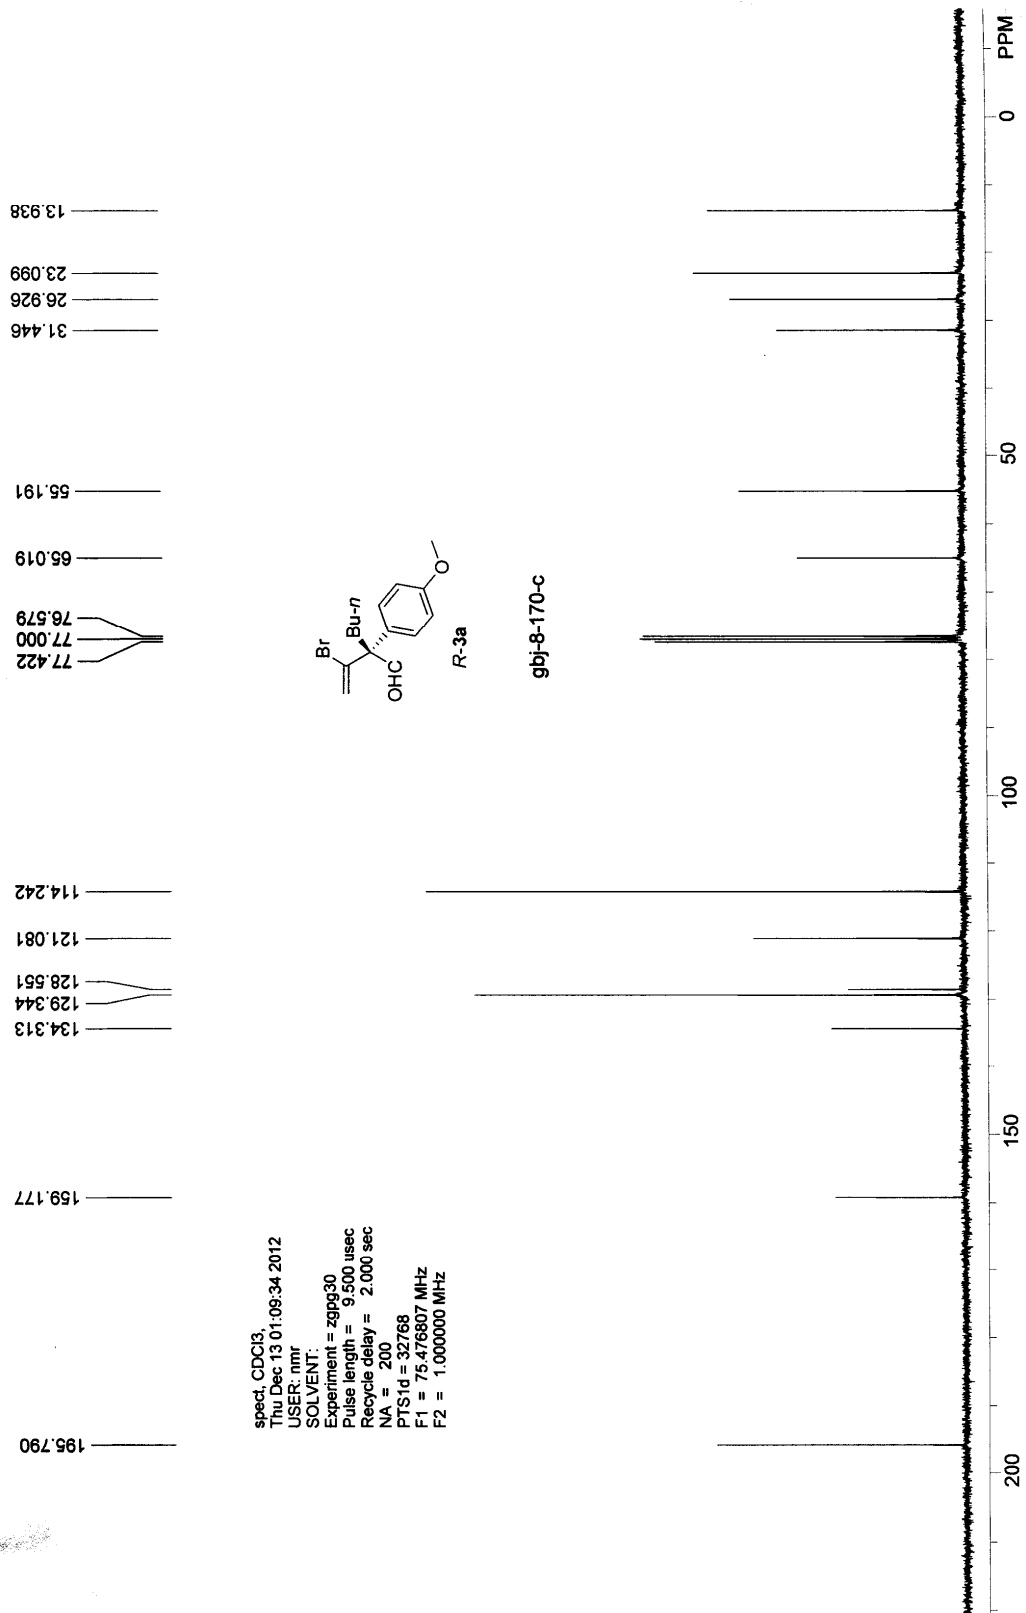 13.938
23.099
26.926
31.446
55.191
65.019
76.579
77.000
77.422
114.242
121.081
128.551
129.344
134.313
159.177
195.790
Br
Bu-n
OHC
O
R-3a
gbj-8-170-c
spect, CDCl3,
Thu Dec 13 01:09:34 2012
USER: nmr
SOLVENT:
Experiment = zgpg30
Pulse length = 9.500 usec
Recycle delay = 2.000 sec
NA = 200
PTS1d = 32768
F1 = 75.476807 MHz
F2 = 1.000000 MHz
200
150
100
50
0
PPM